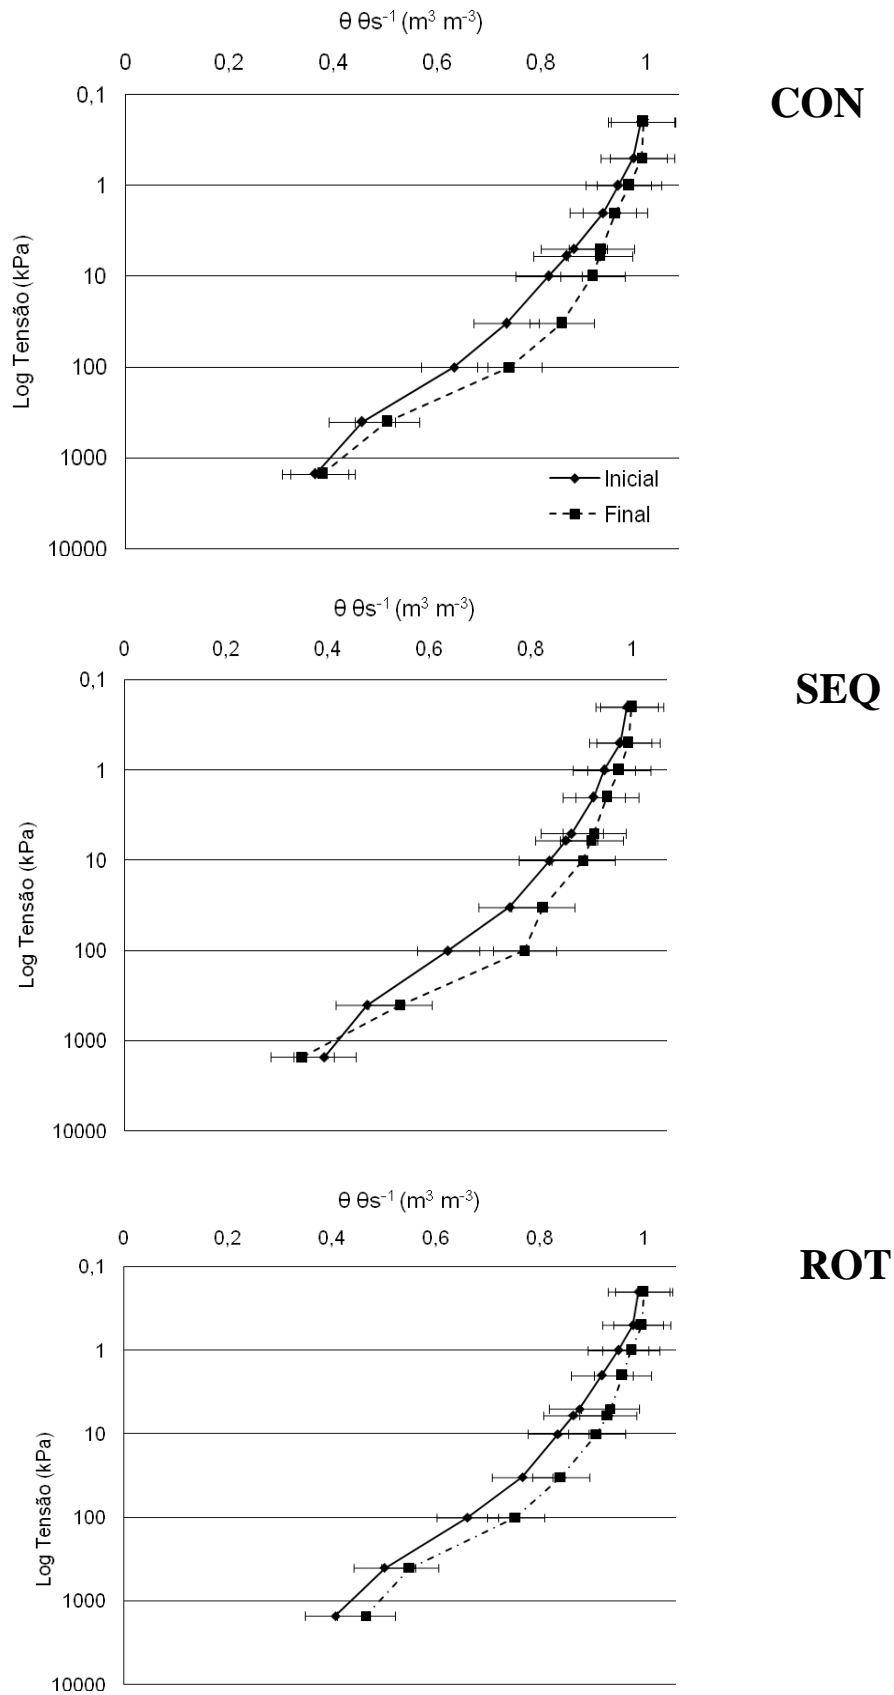 θ θs⁻¹ (m³ m⁻³)
0 0,2 0,4 0,6 0,8 1
CON
0,1
1
10
100
1000
10000
Log Tensão (kPa)
Inicial
Final
θ θs⁻¹ (m³ m⁻³)
0 0,2 0,4 0,6 0,8 1
SEQ
0,1
1
10
100
1000
10000
Log Tensão (kPa)
θ θs⁻¹ (m³ m⁻³)
0 0,2 0,4 0,6 0,8 1
ROT
0,1
1
10
100
1000
10000
Log Tensão (kPa)